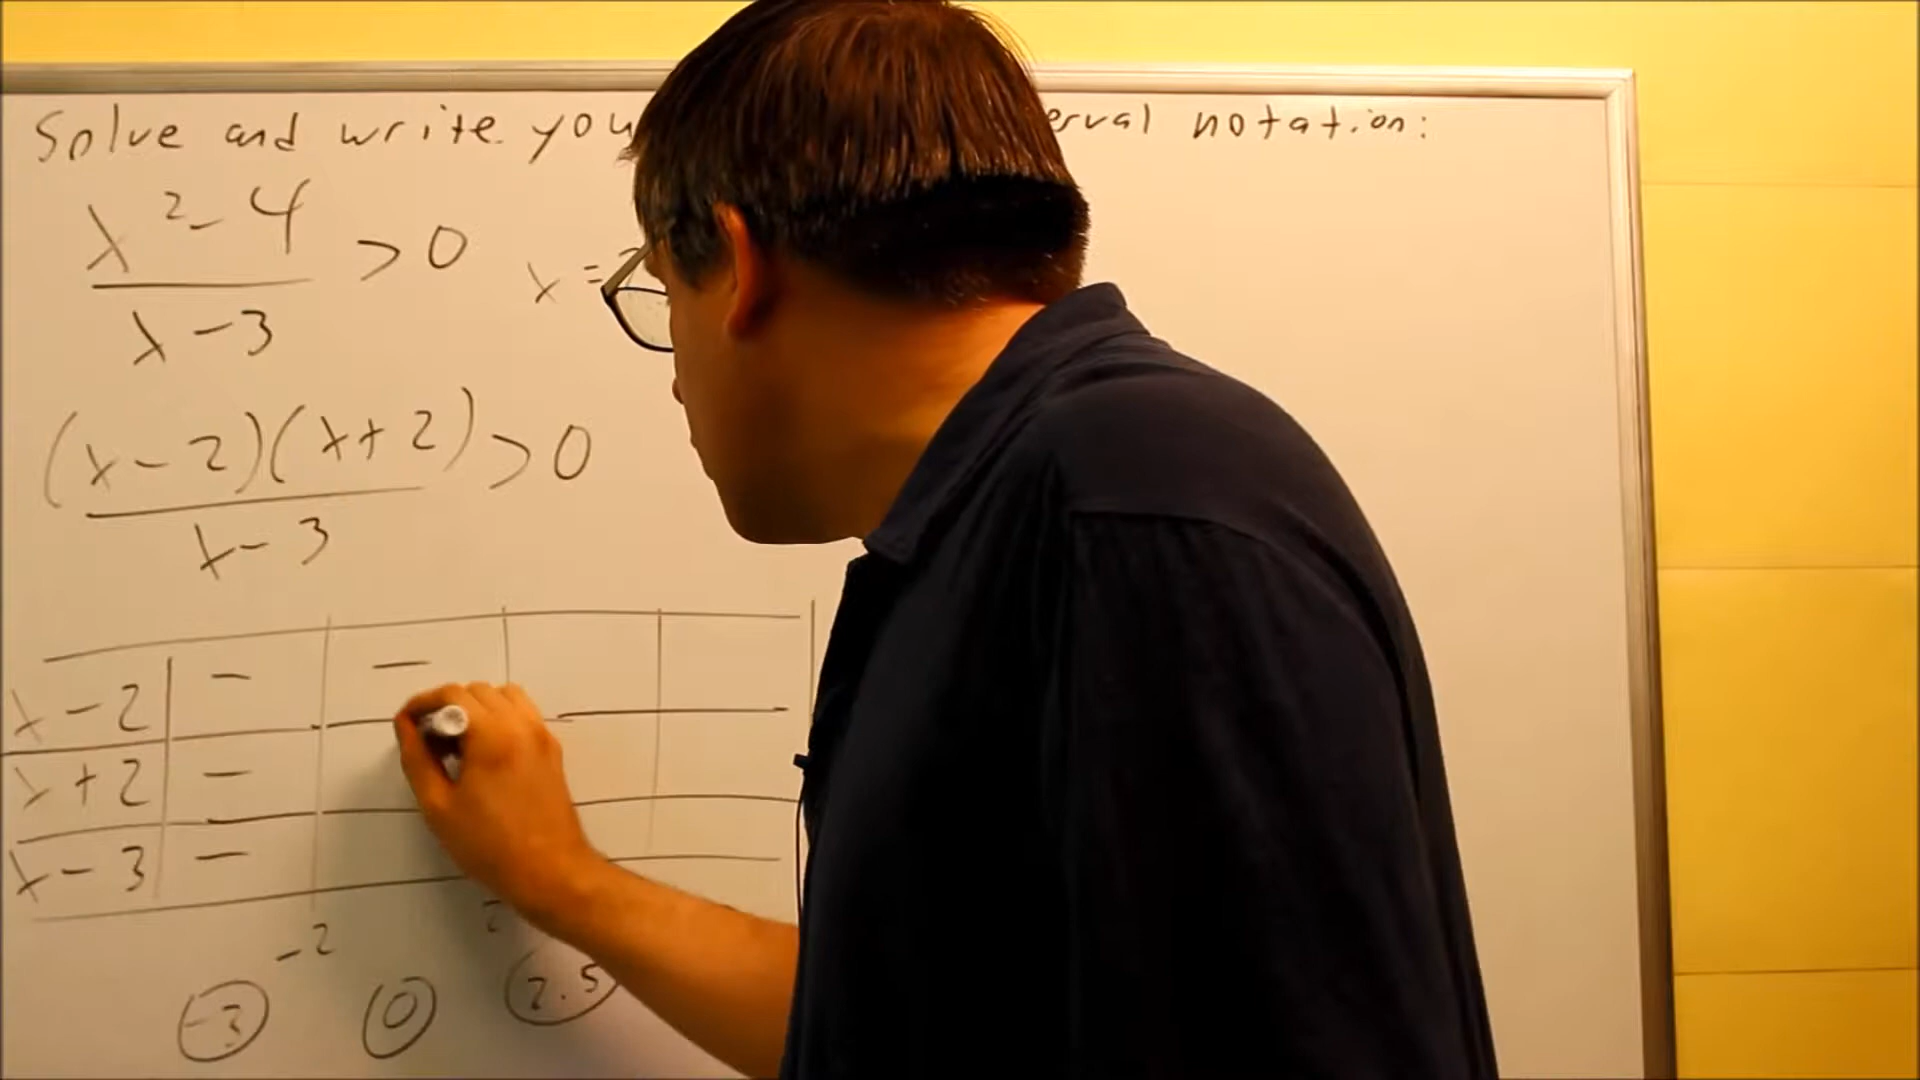 Solve and write you erval notation:
x² - 4 / x - 3 > 0 x =
(x - 2)(x + 2) / x - 3 > 0
x - 2 | - | -
x + 2 | -
x - 3 | -
-2 2
-3 0 2.5